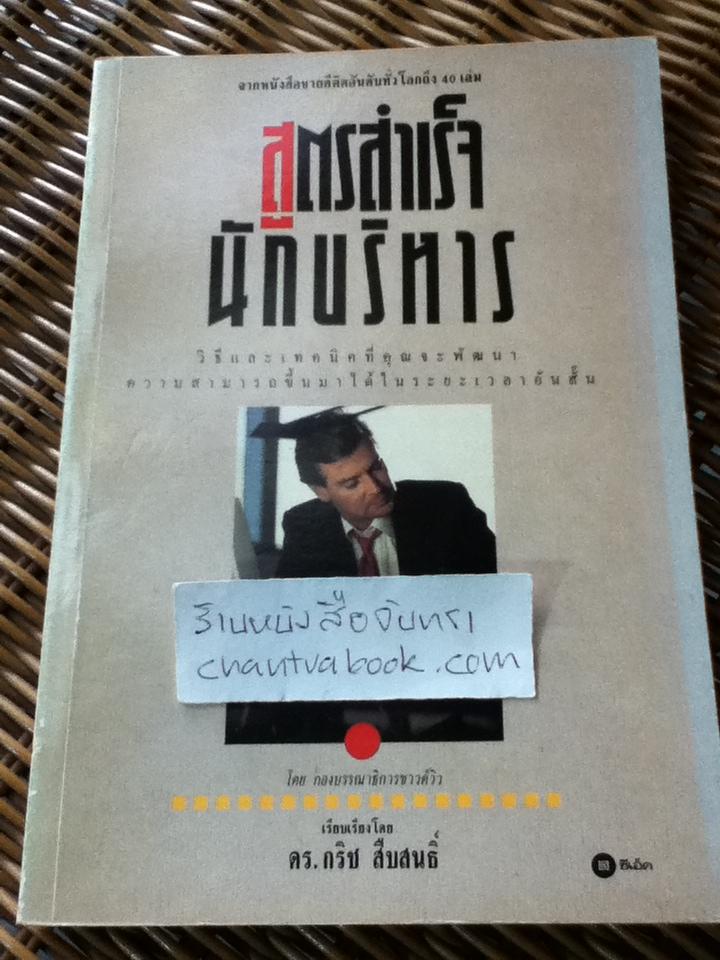 จากหนังสือขายดีติดอันดับทั่วโลกถึง 40 เล่ม
สูตรสำเร็จ
นักบริหาร
วิธีและเทคนิคที่คุณจะพัฒนา
ความสามารถขึ้นมาได้ในระยะเวลาอันสั้น
ร้านหนังสือจันทรา
chantrabook.com
โดย กองบรรณาธิการซาวด์วิว
เรียบเรียงโดย
ดร.กริช สืบสนธิ์
ซีเอ็ด